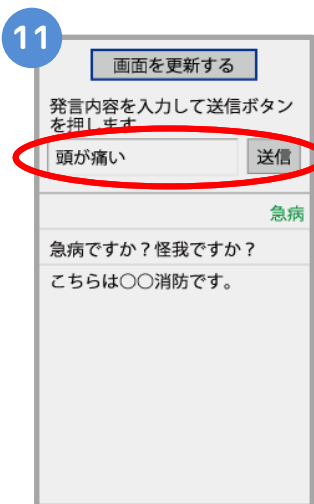 11
画面を更新する
発言内容を入力して送信ボタン
を押します
頭が痛い
送信
急病
急病ですか？怪我ですか？
こちらは〇〇消防です。